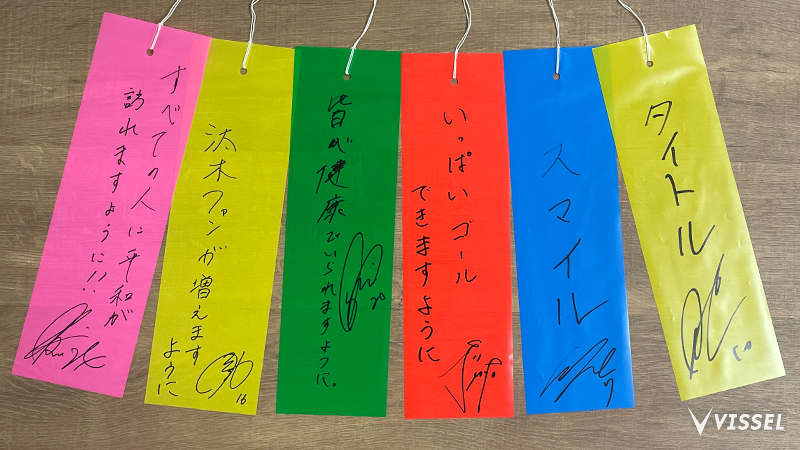 すべての人に平和が
訪れますように!!
汰木ファンが増えます
ように
16
皆が健康でいられますように。
いっぱいゴール
できますように
スマイル
タイトル
VISSEL